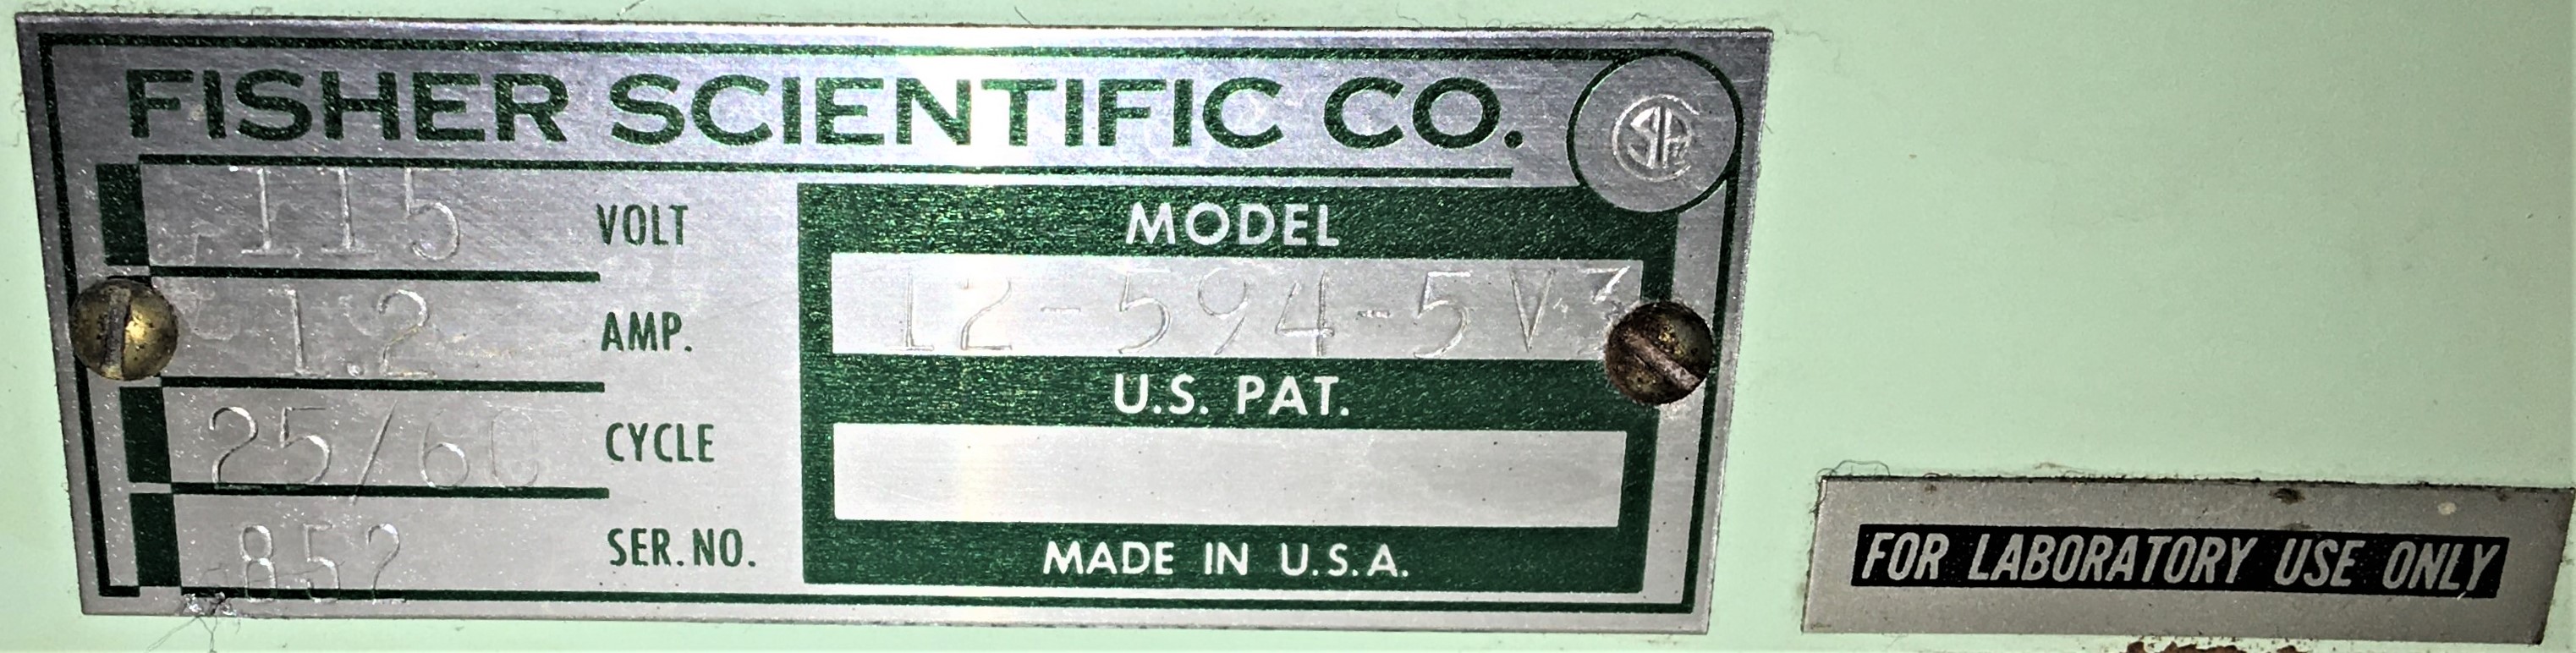 FISHER SCIENTIFIC CO.
SA
115 VOLT
1.2 AMP.
25/60 CYCLE
852 SER. NO.
MODEL
12-594-5V3
U.S. PAT.
MADE IN U.S.A.
FOR LABORATORY USE ONLY